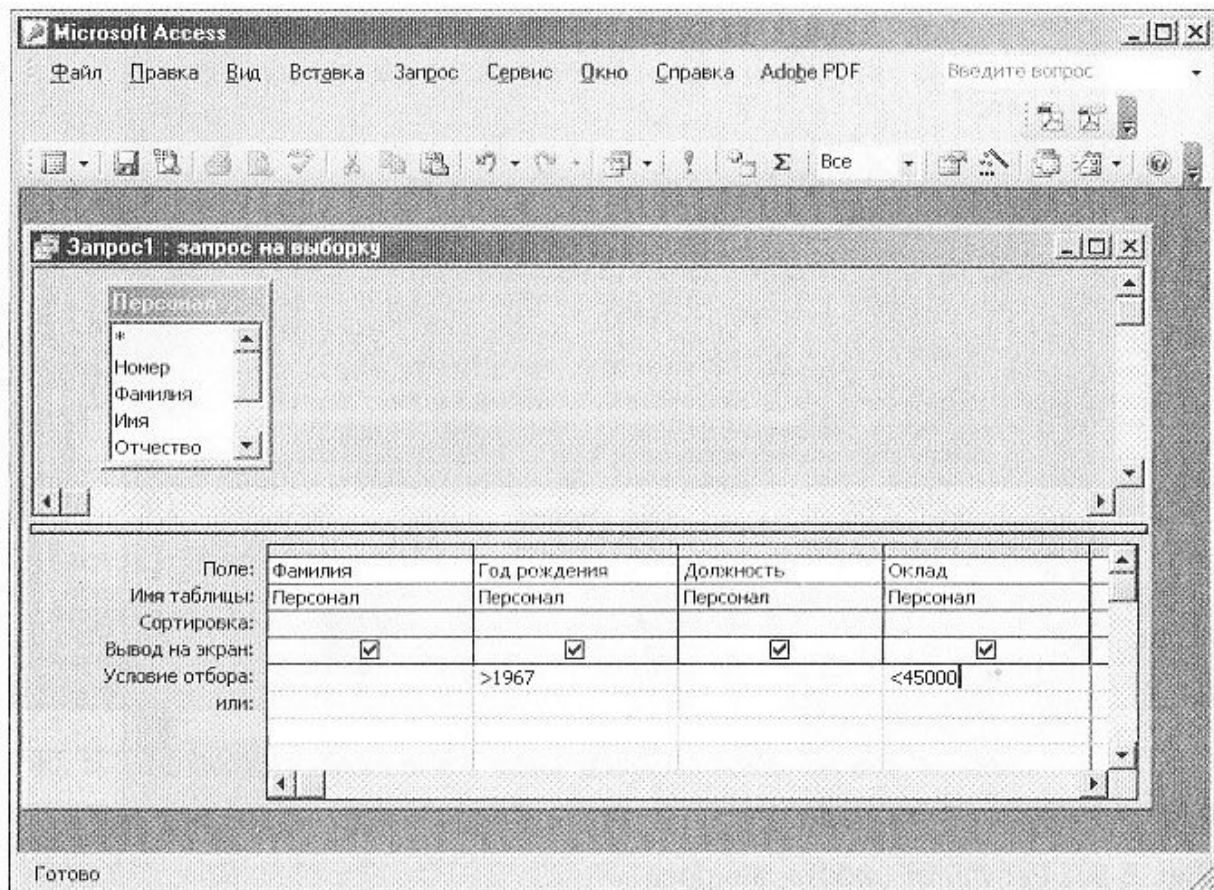 Microsoft Access
Файл Правка Вид Вставка Запрос Сервис Окно Справка Adobe PDF Введите вопрос
Все
Запрос1 : запрос на выборку
Персонал
*
Номер
Фамилия
Имя
Отчество
Поле: Фамилия Год рождения Должность Оклад
Имя таблицы: Персонал Персонал Персонал Персонал
Сортировка:
Вывод на экран:
Условие отбора: >1967 <45000
или:
Готово